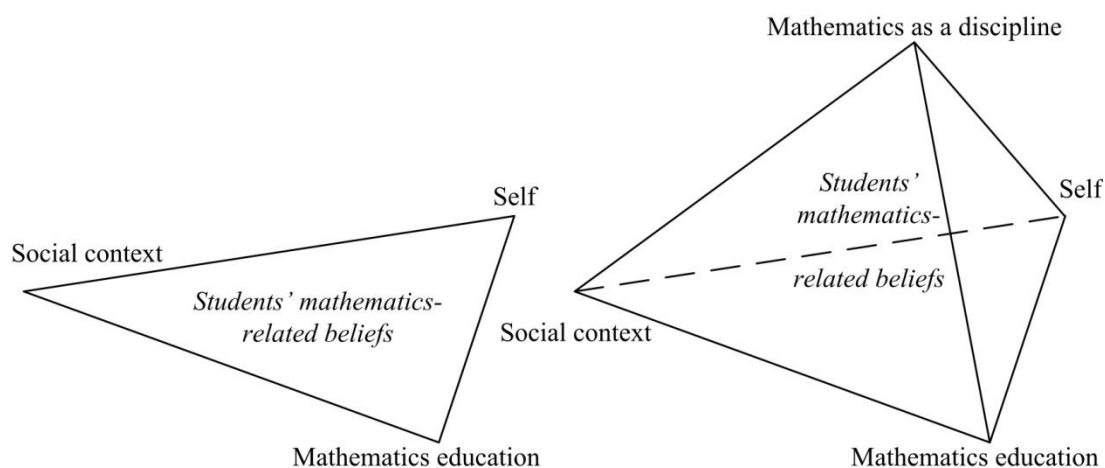 Mathematics as a discipline
Self
Social context
Students’ mathematics-
related beliefs
Mathematics education
Students’
mathematics-
related beliefs
Self
Social context
Mathematics education